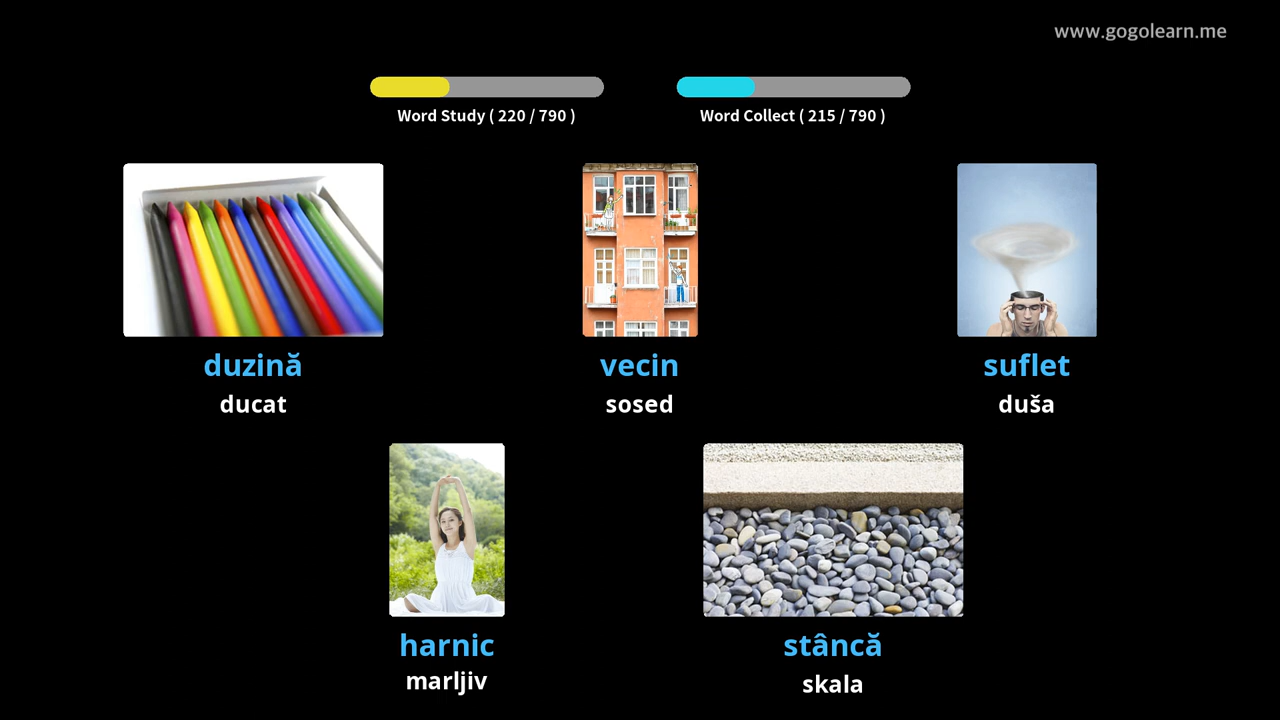 www.gogolearn.me
Word Study ( 220 / 790 )
Word Collect ( 215 / 790 )
duzină
ducat
vecin
sosed
suflet
duša
harnic
marljiv
stâncă
skala